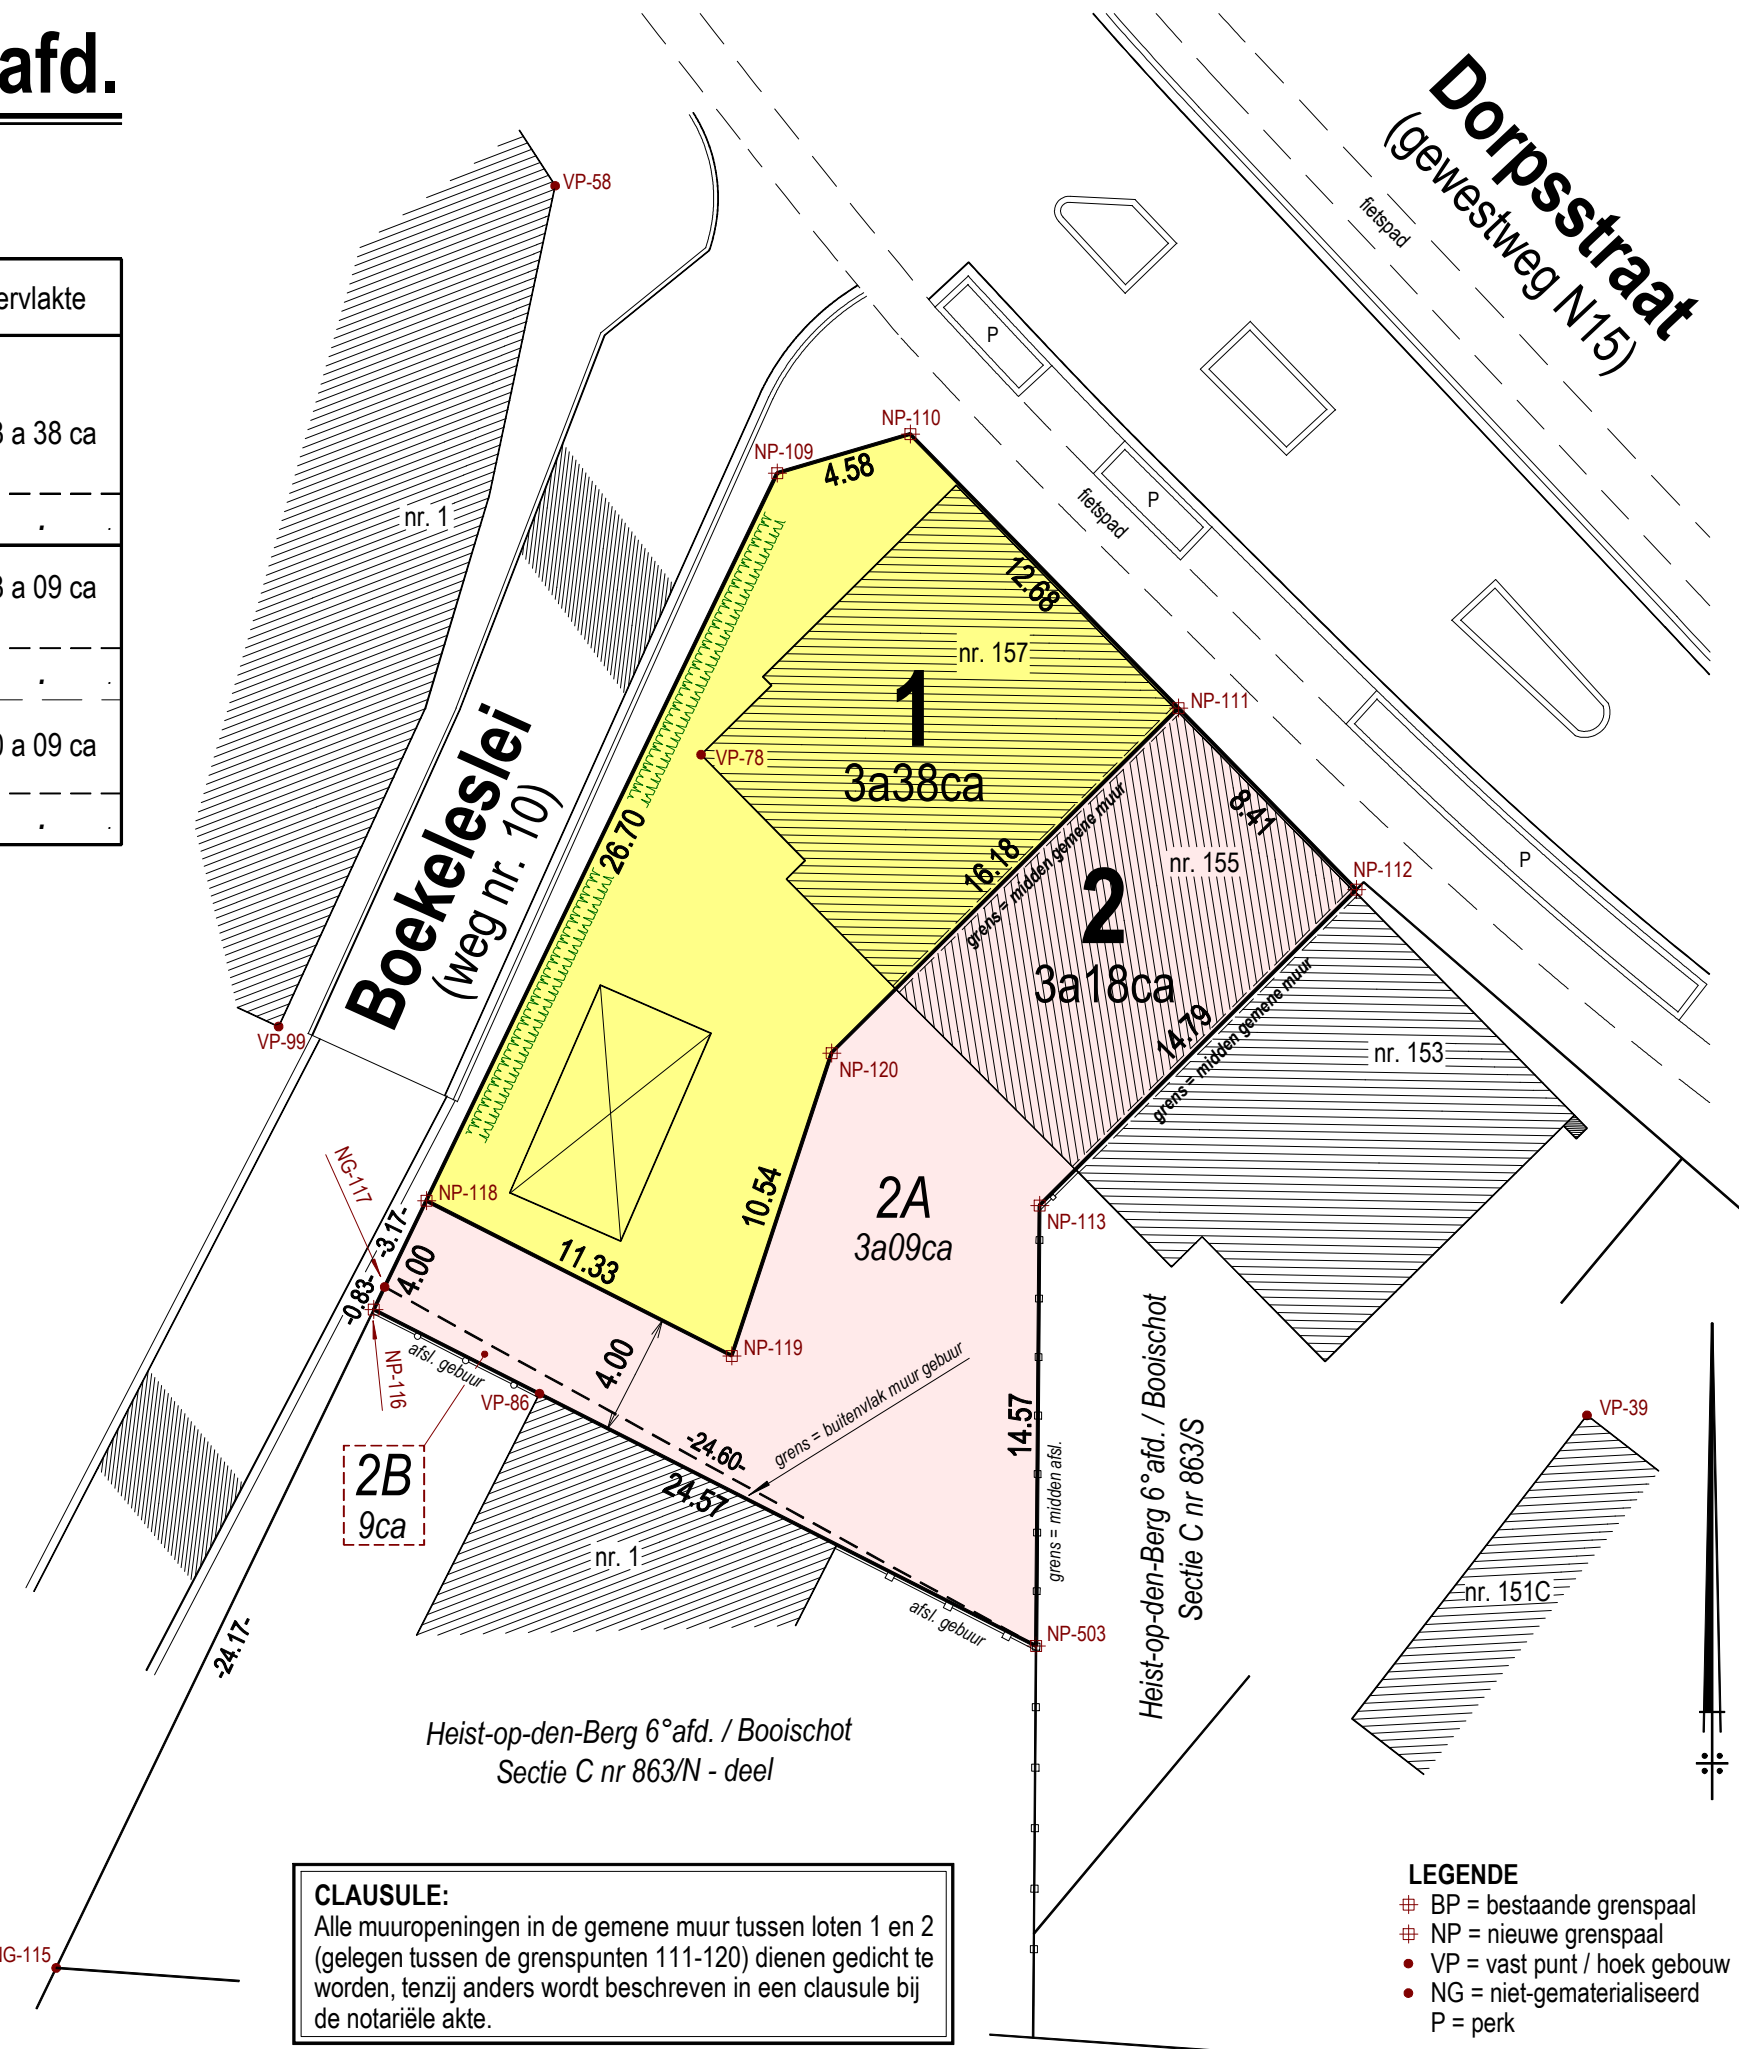 afd.
ervlakte
a 38 ca
a 09 ca
a 09 ca
Dorpsstraat
(gewestweg N15)
fietspad
fietspad
P
P
P
VP-58
nr. 1
NP-110
NP-109
4.58
12.68
nr. 157
1
3a38ca
VP-78
NP-111
8.41
nr. 155
2
3a18ca
NP-112
16.18
grens = midden gemene muur
14.79
grens = midden gemene muur
nr. 153
Boekeleslei
(weg nr. 10)
26.70
VP-99
NP-120
NG-117
NP-118
-3.17-
4.00
-0.83-
11.33
10.54
2A
3a09ca
NP-113
NP-119
NP-116
afsl. gebuur
VP-86
4.00
-24.60-
24.57
grens = buitenvlak muur gebuur
14.57
grens = midden afsl.
2B
9ca
nr. 1
afsl. gebuur
NP-503
Heist-op-den-Berg 6°afd. / Booischot
Sectie C nr 863/S
VP-39
nr. 151C
-24.17-
Heist-op-den-Berg 6°afd. / Booischot
Sectie C nr 863/N - deel
G-115
CLAUSULE:
Alle muuropeningen in de gemene muur tussen loten 1 en 2
(gelegen tussen de grenspunten 111-120) dienen gedicht te
worden, tenzij anders wordt beschreven in een clausule bij
de notariële akte.
LEGENDE
BP = bestaande grenspaal
NP = nieuwe grenspaal
VP = vast punt / hoek gebouw
NG = niet-gematerialiseerd
P = perk